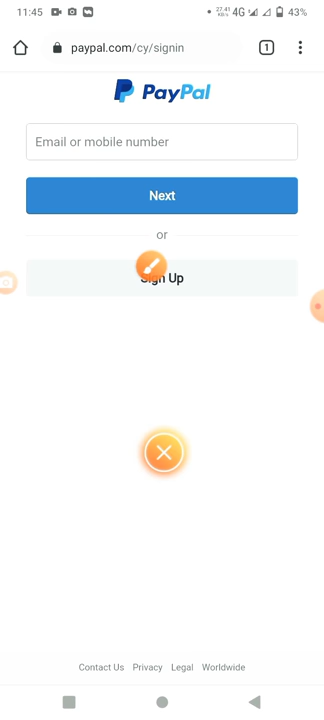 11:45 27.41 KB/s 4G 43%
paypal.com/cy/signin 1
PayPal
Email or mobile number
Next
or
Sign Up
Contact Us Privacy Legal Worldwide